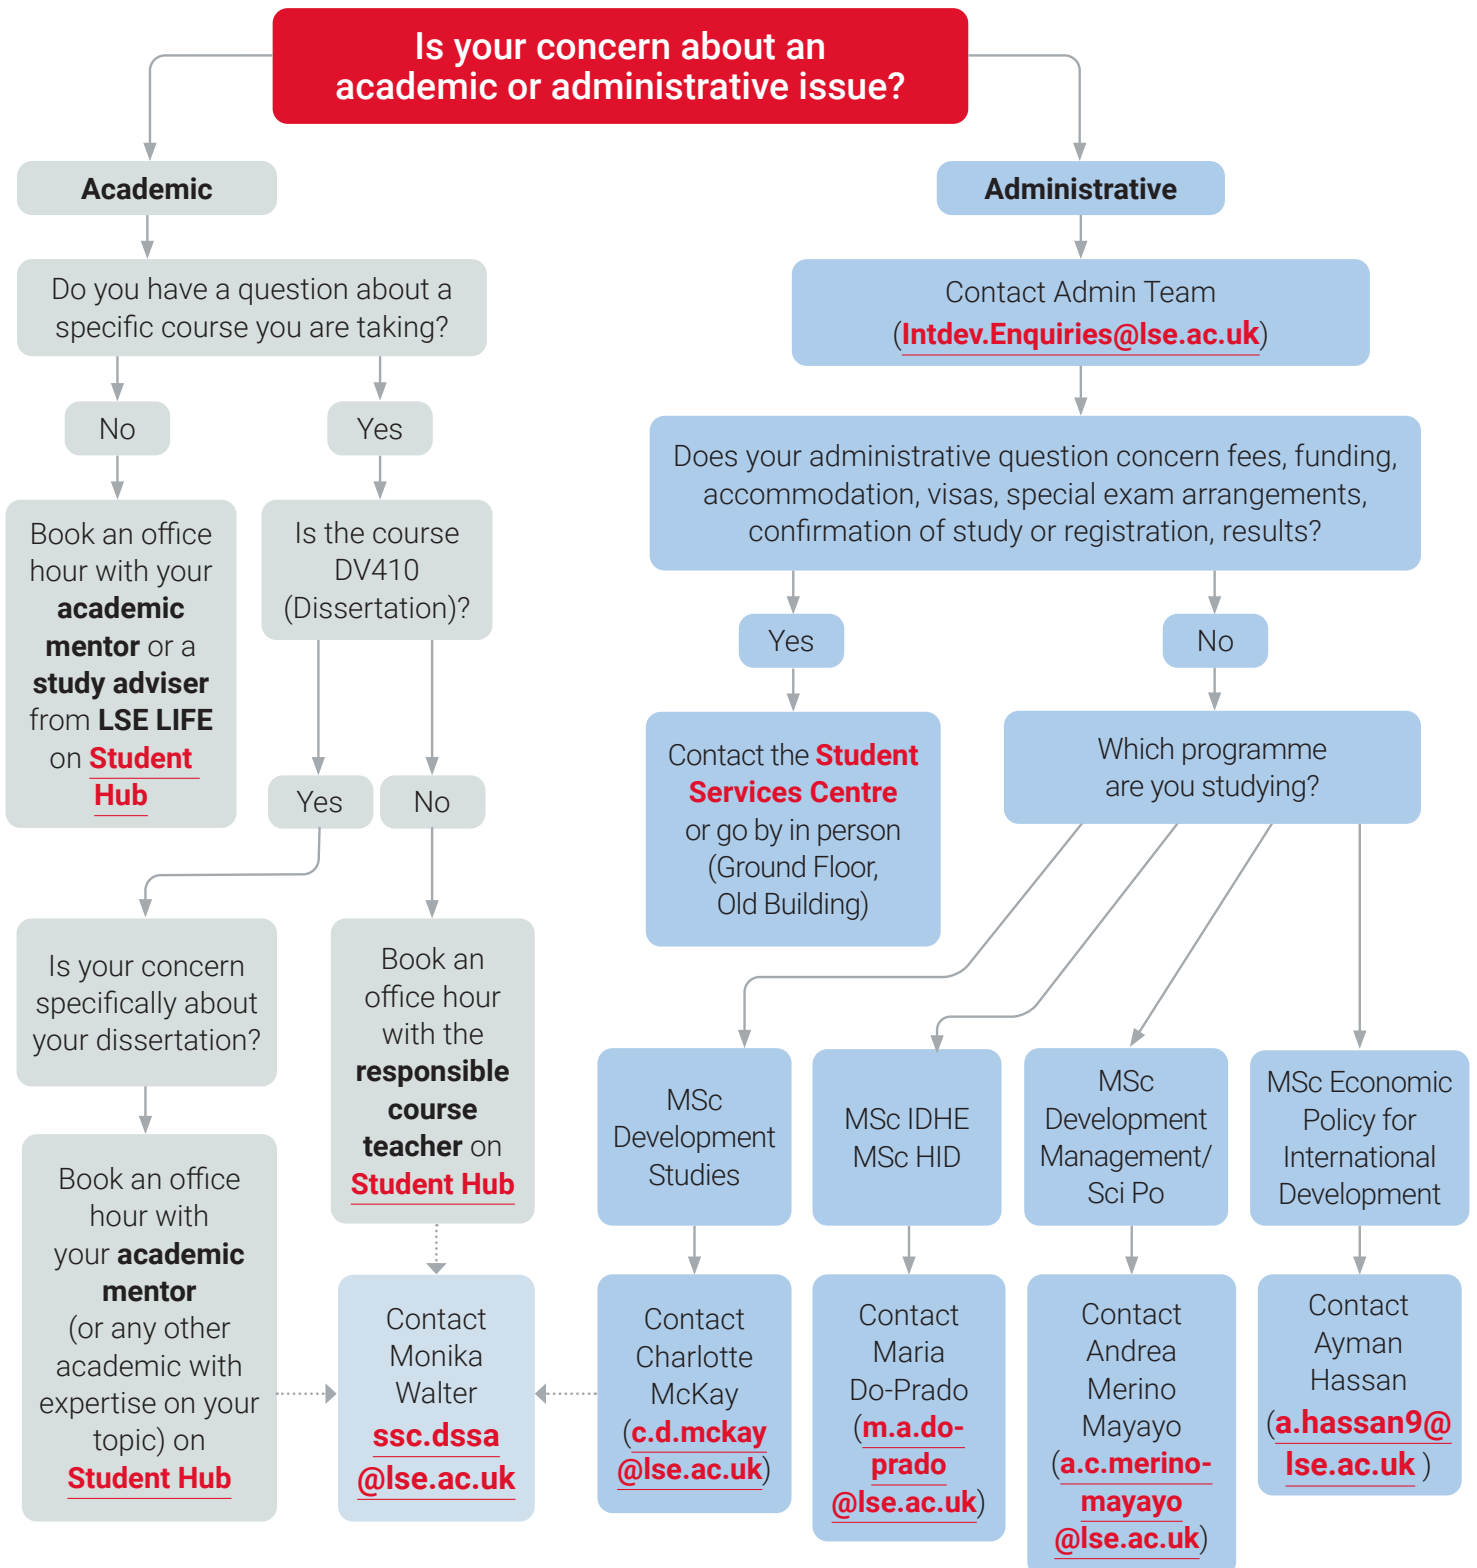 Is your concern about an
academic or administrative issue?
Academic
Do you have a question about a
specific course you are taking?
No
Yes
Book an office
hour with your
academic
mentor or a
study adviser
from LSE LIFE
on Student
Hub
Is the course
DV410
(Dissertation)?
Yes
No
Is your concern
specifically about
your dissertation?
Book an office
hour with
your academic
mentor
(or any other
academic with
expertise on your
topic) on
Student Hub
Book an
office hour
with the
responsible
course
teacher on
Student Hub
Contact
Monika
Walter
ssc.dssa
@lse.ac.uk
Administrative
Contact Admin Team
(Intdev.Enquiries@lse.ac.uk)
Does your administrative question concern fees, funding,
accommodation, visas, special exam arrangements,
confirmation of study or registration, results?
Yes
No
Contact the Student
Services Centre
or go by in person
(Ground Floor,
Old Building)
Which programme
are you studying?
MSc
Development
Studies
MSc IDHE
MSc HID
MSc
Development
Management/
Sci Po
MSc Economic
Policy for
International
Development
Contact
Charlotte
McKay
(c.d.mckay
@lse.ac.uk)
Contact
Maria
Do-Prado
(m.a.do-
prado
@lse.ac.uk)
Contact
Andrea
Merino
Mayayo
(a.c.merino-
mayayo
@lse.ac.uk)
Contact
Ayman
Hassan
(a.hassan9@
lse.ac.uk )